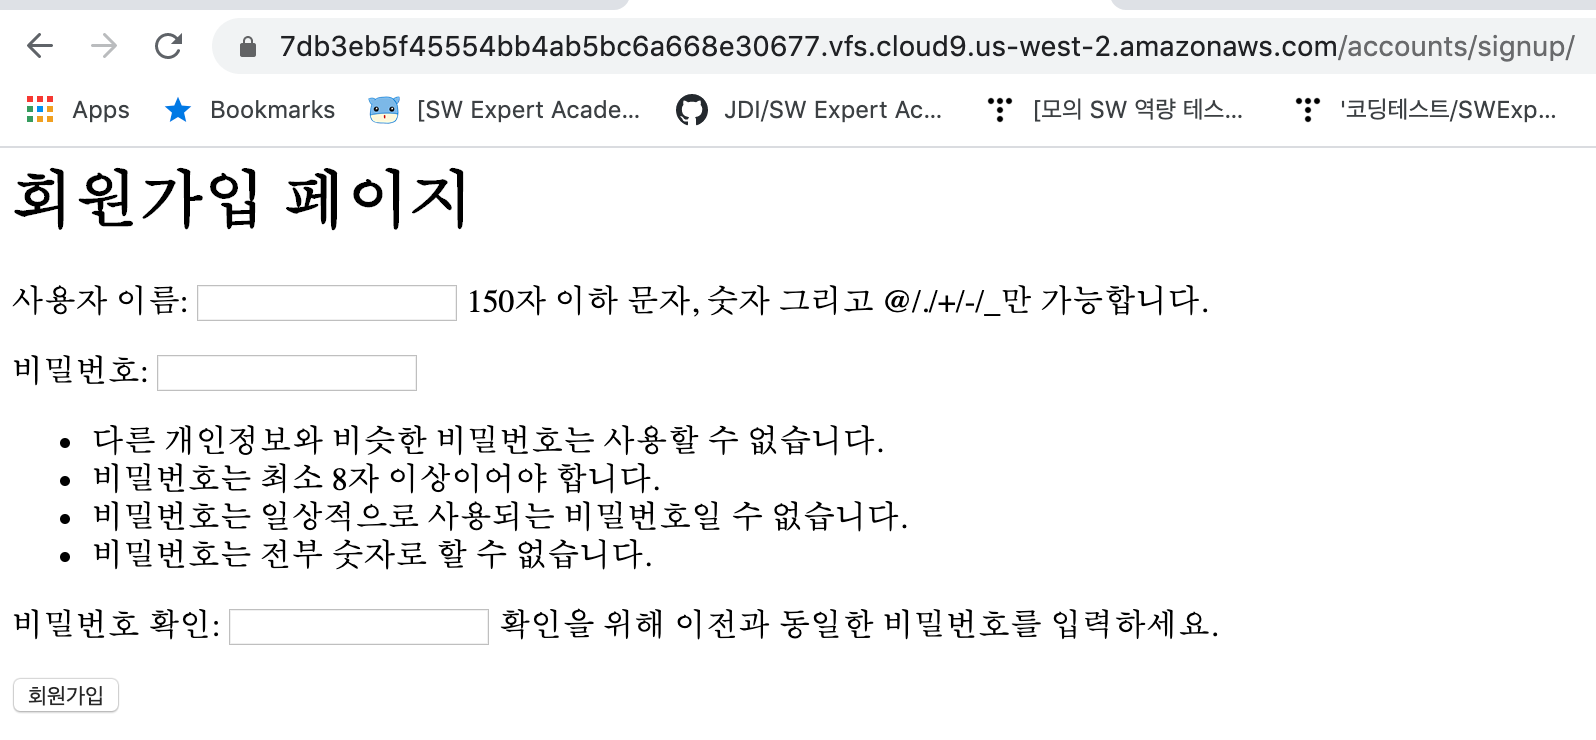 7db3eb5f45554bb4ab5bc6a668e30677.vfs.cloud9.us-west-2.amazonaws.com/accounts/signup/
Apps Bookmarks [SW Expert Acade... JDI/SW Expert Ac... [모의 SW 역량 테스... '코딩테스트/SWExp...
회원가입 페이지
사용자 이름: 150자 이하 문자, 숫자 그리고 @/./+/-/_만 가능합니다.
비밀번호:
• 다른 개인정보와 비슷한 비밀번호는 사용할 수 없습니다.
• 비밀번호는 최소 8자 이상이어야 합니다.
• 비밀번호는 일상적으로 사용되는 비밀번호일 수 없습니다.
• 비밀번호는 전부 숫자로 할 수 없습니다.
비밀번호 확인: 확인을 위해 이전과 동일한 비밀번호를 입력하세요.
회원가입